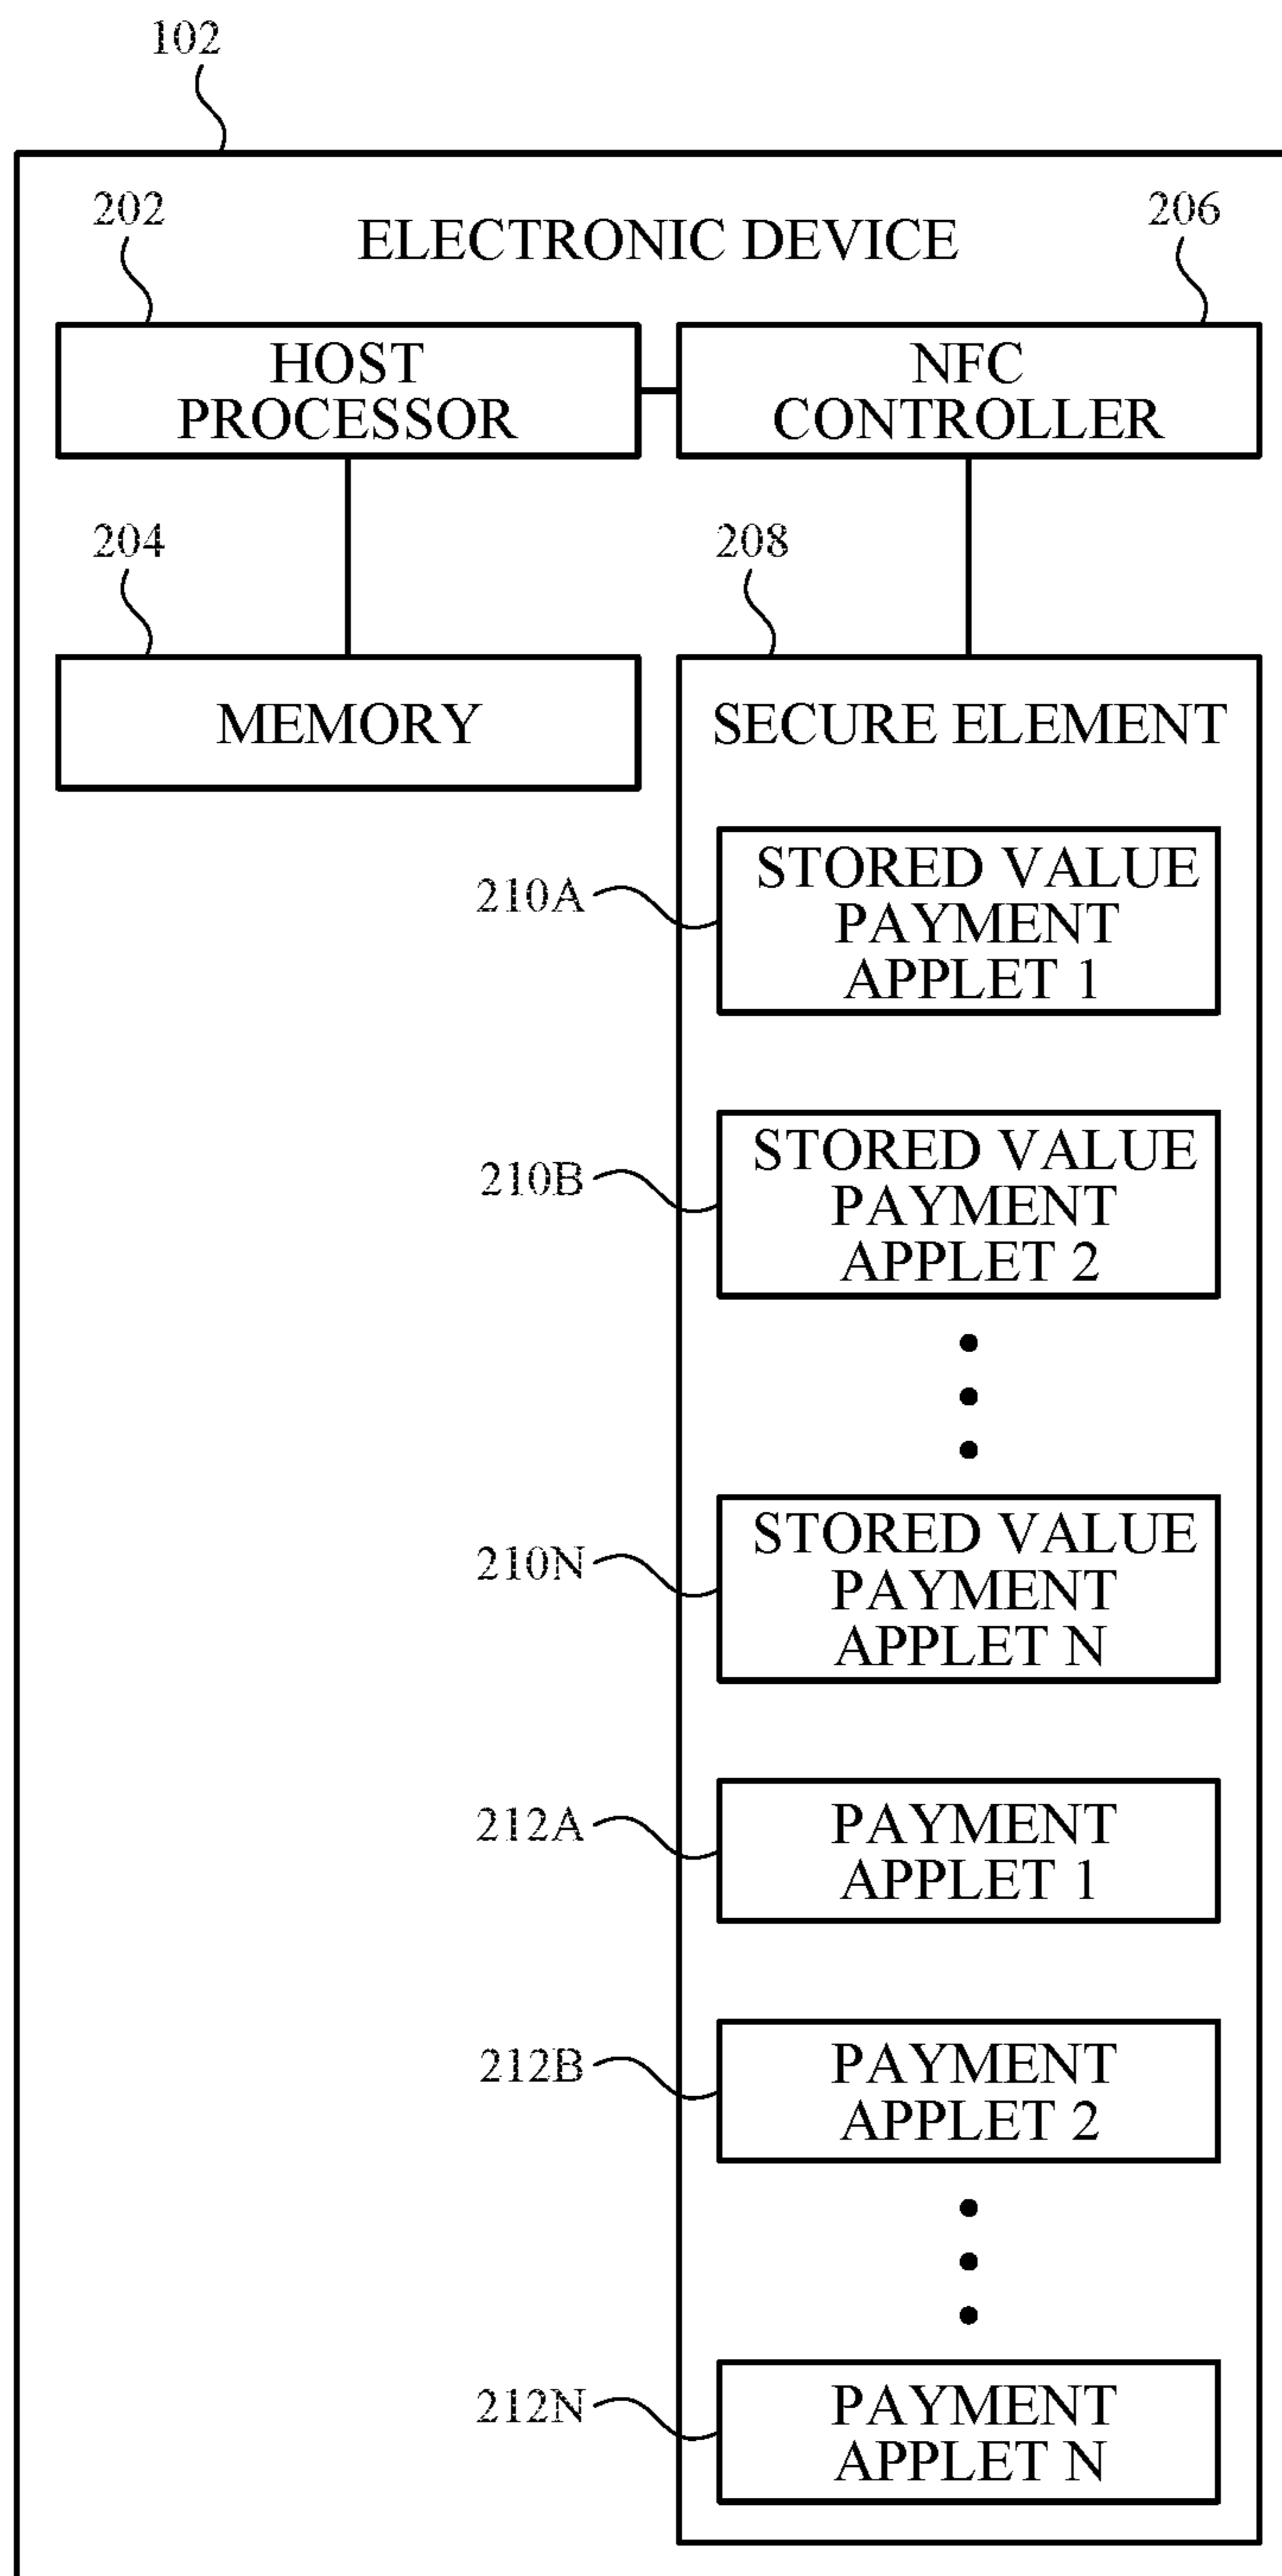 102
202
206
ELECTRONIC DEVICE
HOST
PROCESSOR
NFC
CONTROLLER
204
208
MEMORY
SECURE ELEMENT
210A
STORED VALUE
PAYMENT
APPLET 1
210B
STORED VALUE
PAYMENT
APPLET 2
210N
STORED VALUE
PAYMENT
APPLET N
212A
PAYMENT
APPLET 1
212B
PAYMENT
APPLET 2
212N
PAYMENT
APPLET N